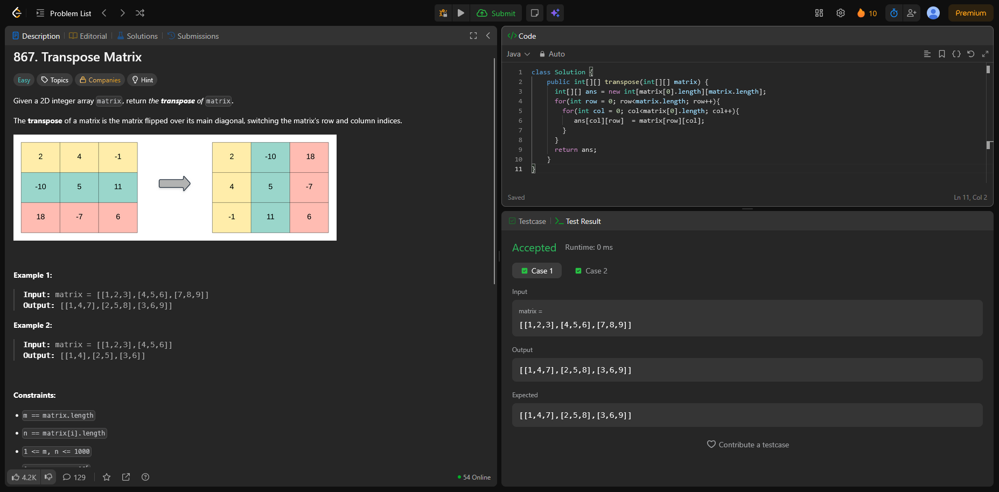 Problem List
Submit
10
Premium
Description
Editorial
Solutions
Submissions
867. Transpose Matrix
Easy
Topics
Companies
Hint
Given a 2D integer array matrix, return the transpose of matrix.
The transpose of a matrix is the matrix flipped over its main diagonal, switching the matrix's row and column indices.
2 4 -1
-10 5 11
18 -7 6
2 -10 18
4 5 -7
-1 11 6
Example 1:
Input: matrix = [[1,2,3],[4,5,6],[7,8,9]]
Output: [[1,4,7],[2,5,8],[3,6,9]]
Example 2:
Input: matrix = [[1,2,3],[4,5,6]]
Output: [[1,4],[2,5],[3,6]]
Constraints:
• m == matrix.length
• n == matrix[i].length
• 1 <= m, n <= 1000
4.2K
129
54 Online
</> Code
Java
Auto
1 class Solution {
2     public int[][] transpose(int[][] matrix) {
3       int[][] ans = new int[matrix[0].length][matrix.length];
4       for(int row = 0; row<matrix.length; row++){
5         for(int col = 0; col<matrix[0].length; col++){
6            ans[col][row]  = matrix[row][col];
7         }
8       }
9       return ans;
10     }
11 }
Saved
Ln 11, Col 2
Testcase
Test Result
Accepted
Runtime: 0 ms
Case 1
Case 2
Input
matrix =
[[1,2,3],[4,5,6],[7,8,9]]
Output
[[1,4,7],[2,5,8],[3,6,9]]
Expected
[[1,4,7],[2,5,8],[3,6,9]]
Contribute a testcase